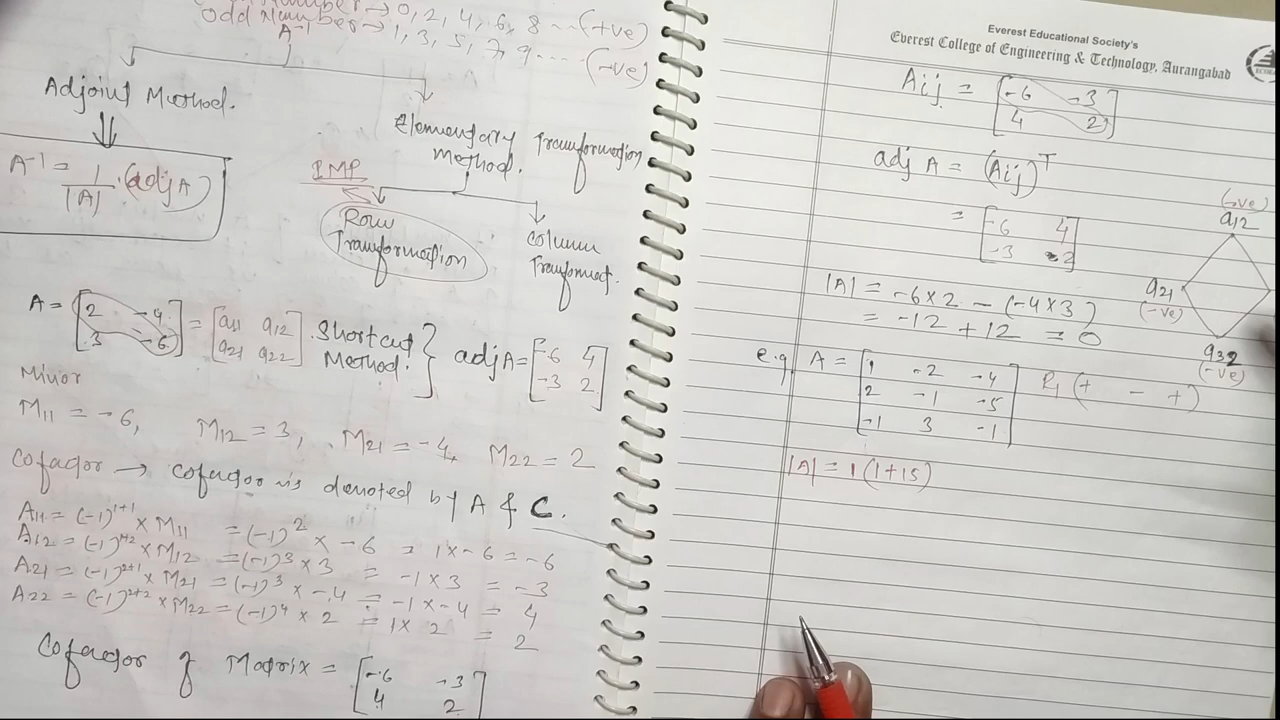 → 0, 2, 4, 6, 8 ... (+ve)
odd Number → 1, 3, 5, 7, 9 .... (-ve)
A⁻¹
Adjoint Method.
A⁻¹ = 1/|A| · (adj A)
Elementary Transformation
Method.
IMP
Row
Transformation
Column
Transformat.
A = [2 -4; 3 -6] = [a11 a12; a21 a22] . Shortcut Method. } adj A = [-6 4; -3 2]
Minor
M11 = -6, M12 = 3, M21 = -4, M22 = 2
Cofactor → cofactor is denoted by A & C.
A11 = (-1)¹⁺¹ × M11 = (-1)² × -6 = 1×-6 = -6
A12 = (-1)¹⁺² × M12 = (-1)³ × 3 = -1×3 = -3
A21 = (-1)²⁺¹ × M21 = (-1)³ × -4 = -1×-4 = 4
A22 = (-1)²⁺² × M22 = (-1)⁴ × 2 = 1× 2 = 2
Cofactor of Matrix = [-6 -3; 4 2]
Everest Educational Society's
Everest College of Engineering & Technology, Aurangabad
Aij = [-6 -3; 4 2]
adj A = (Aij)ᵀ
= [-6 4; -3 2]
(-ve)
a12
a21
(-ve)
a32
(-ve)
|A| = -6×2 - (-4×3)
= -12 + 12 = 0
e.g. A = [1 -2 -4; 2 -1 -5; -1 3 -1] R1 (+ - +)
|A| = 1(1+15)